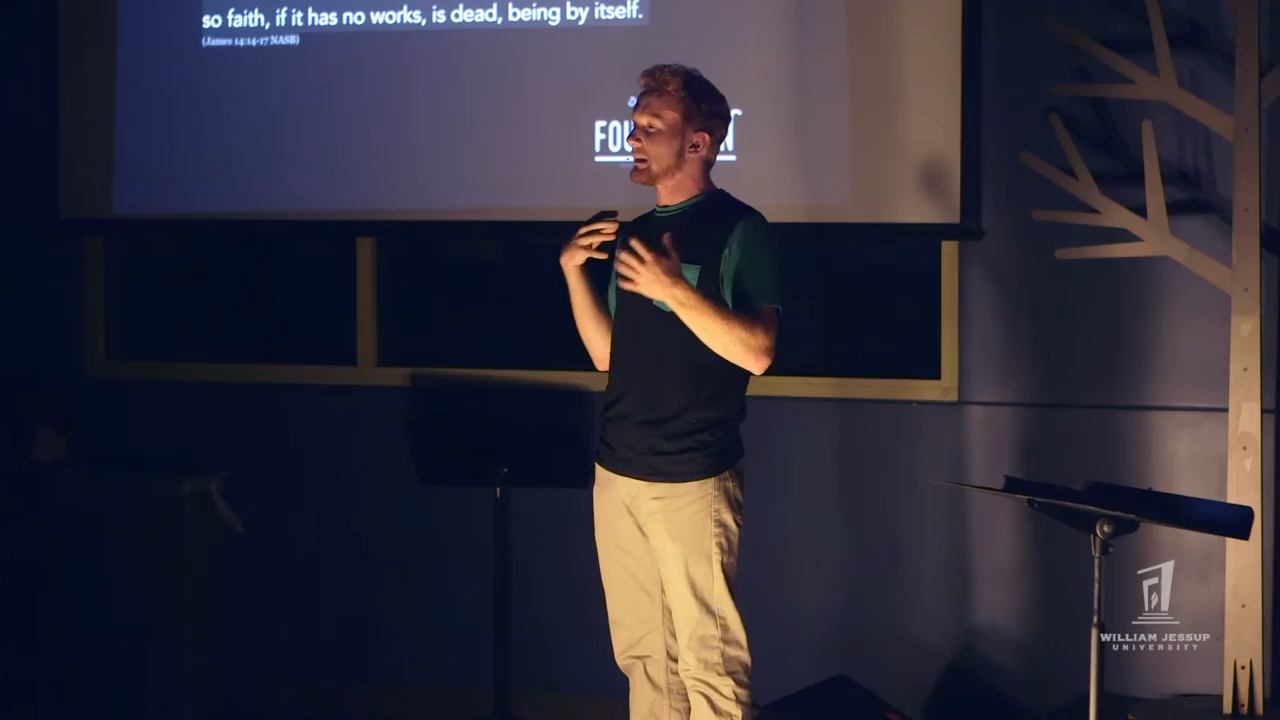 so faith, if it has no works, is dead, being by itself.
(James 14:14-17 NASB)
WILLIAM JESSUP
UNIVERSITY